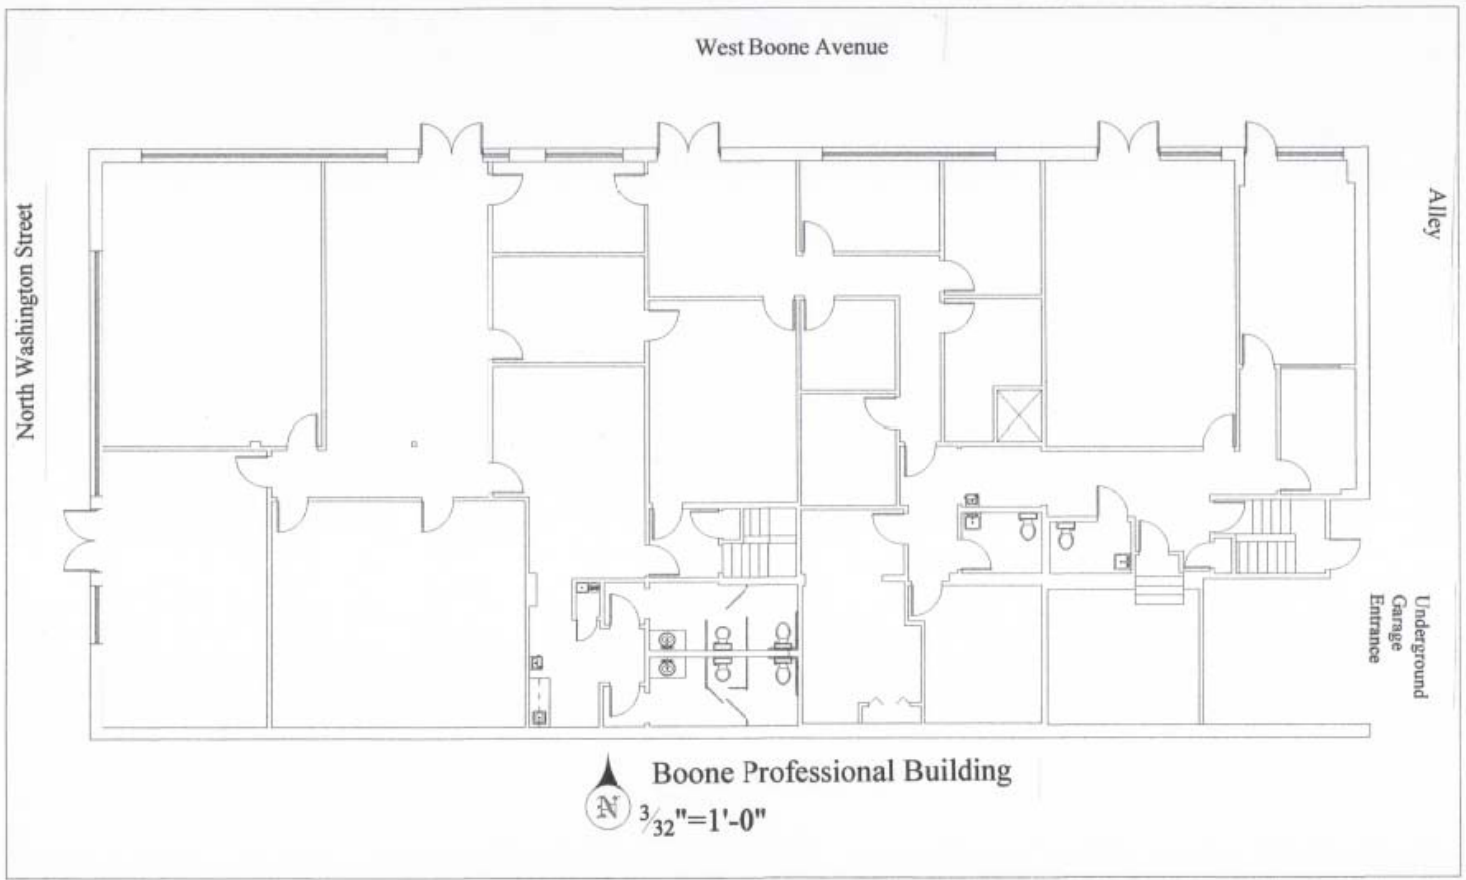 West Boone Avenue
North Washington Street
Alley
Underground
Garage
Entrance
Boone Professional Building
N
3/32"=1'-0"